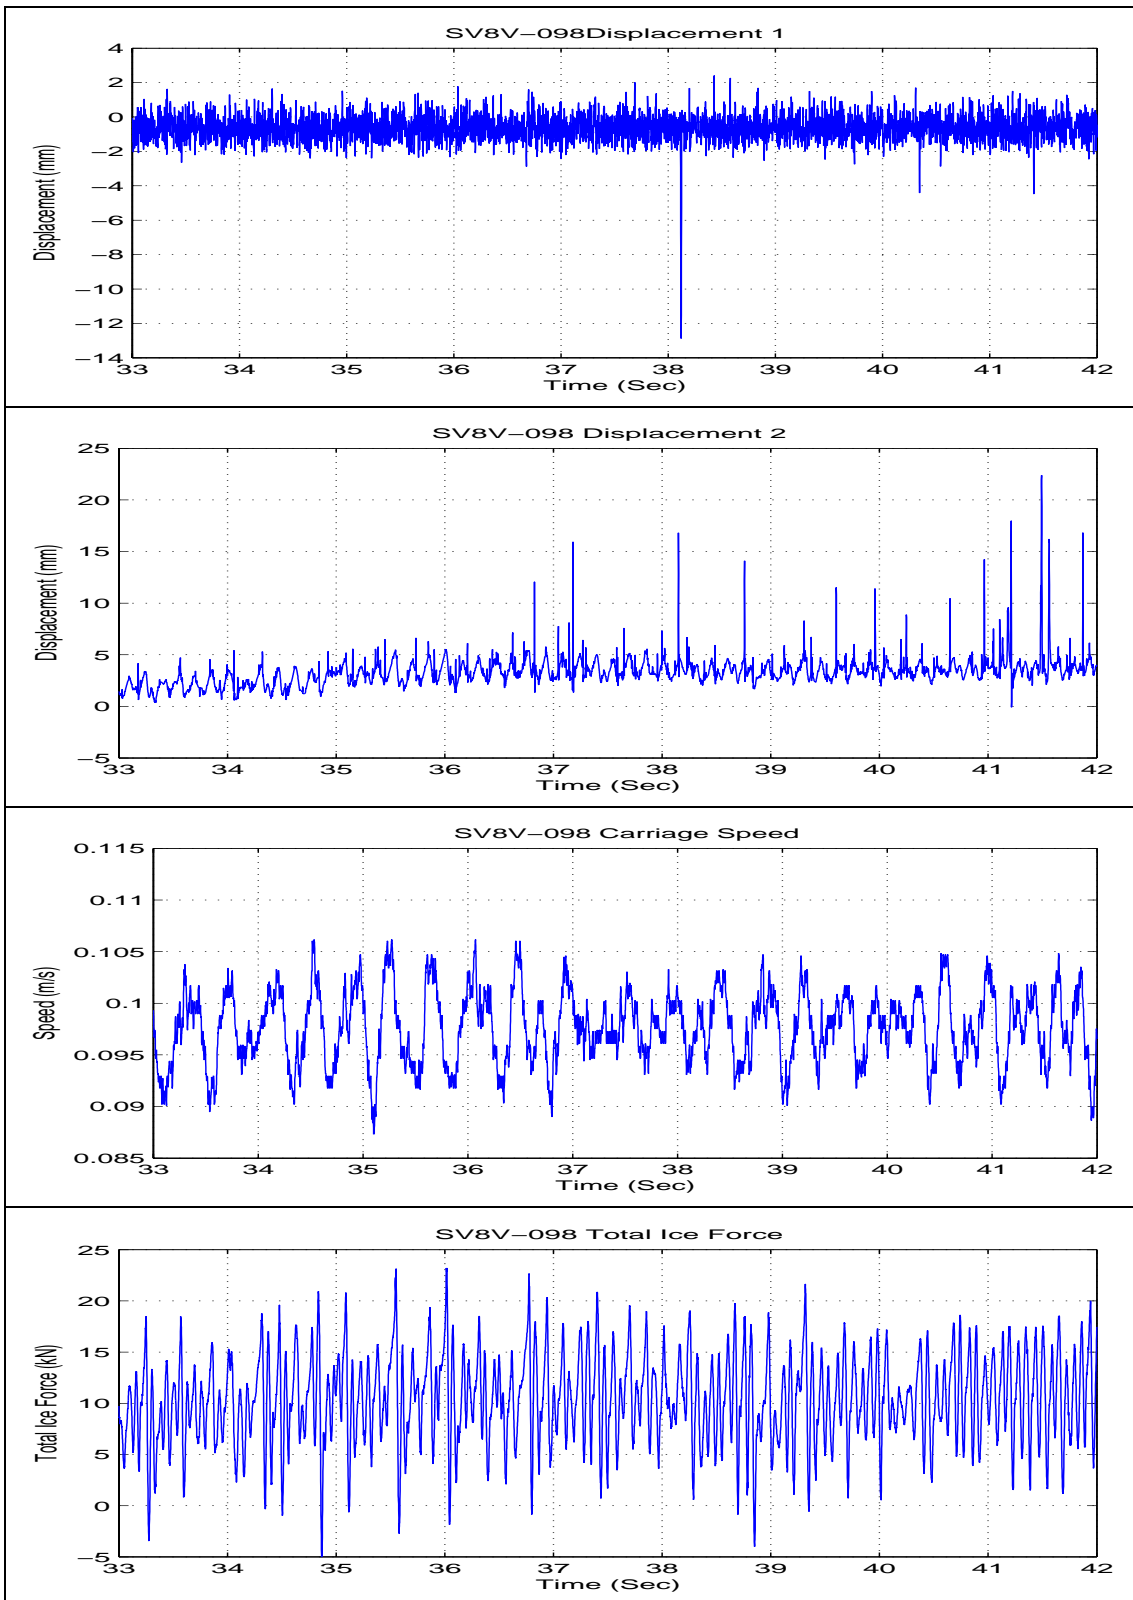 SV8V−098Displacement 1
4
2
0
−2
−4
−6
−8
−10
−12
−14
Displacement (mm)
33 34 35 36 37 38 39 40 41 42
Time (Sec)
SV8V−098 Displacement 2
25
20
15
10
5
0
−5
Displacement (mm)
33 34 35 36 37 38 39 40 41 42
Time (Sec)
SV8V−098 Carriage Speed
0.115
0.11
0.105
0.1
0.095
0.09
0.085
Speed (m/s)
33 34 35 36 37 38 39 40 41 42
Time (Sec)
SV8V−098 Total Ice Force
25
20
15
10
5
0
−5
Total Ice Force (kN)
33 34 35 36 37 38 39 40 41 42
Time (Sec)